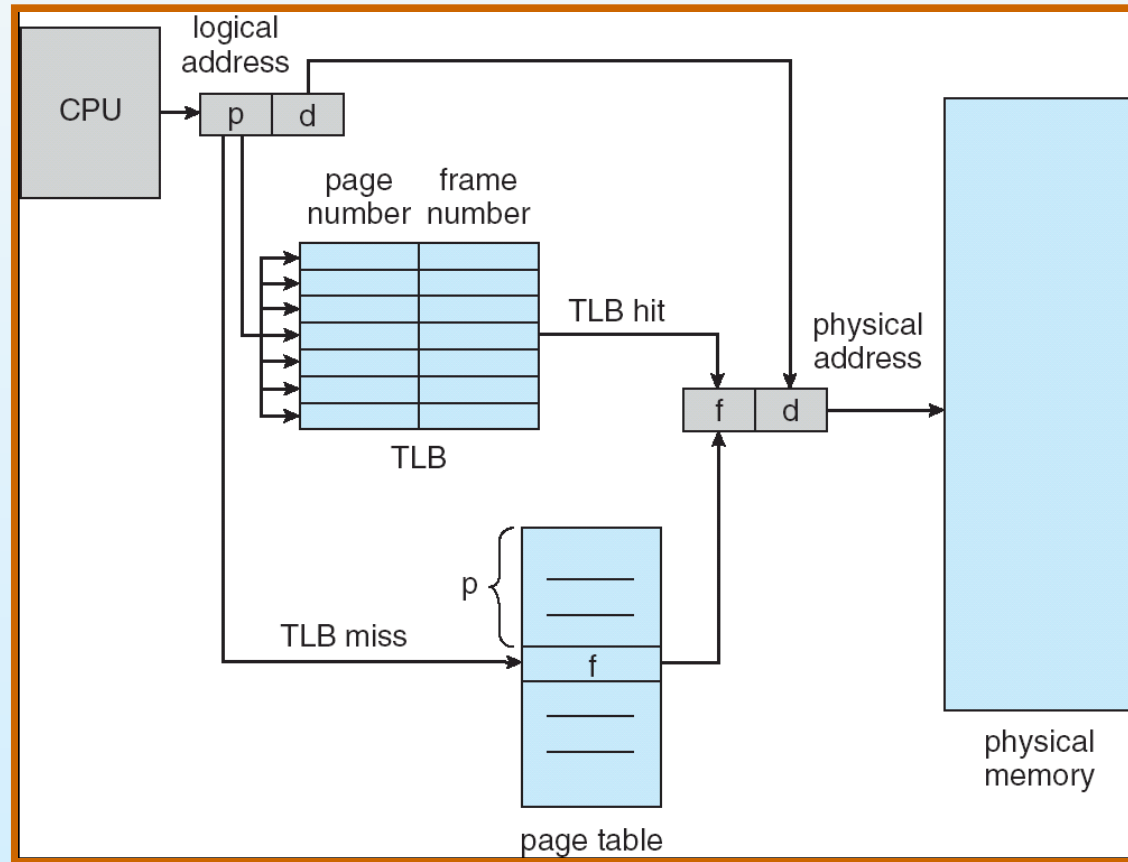 logical
address
CPU
p d
page frame
number number
TLB hit
physical
address
f d
TLB
p
TLB miss
f
physical
memory
page table